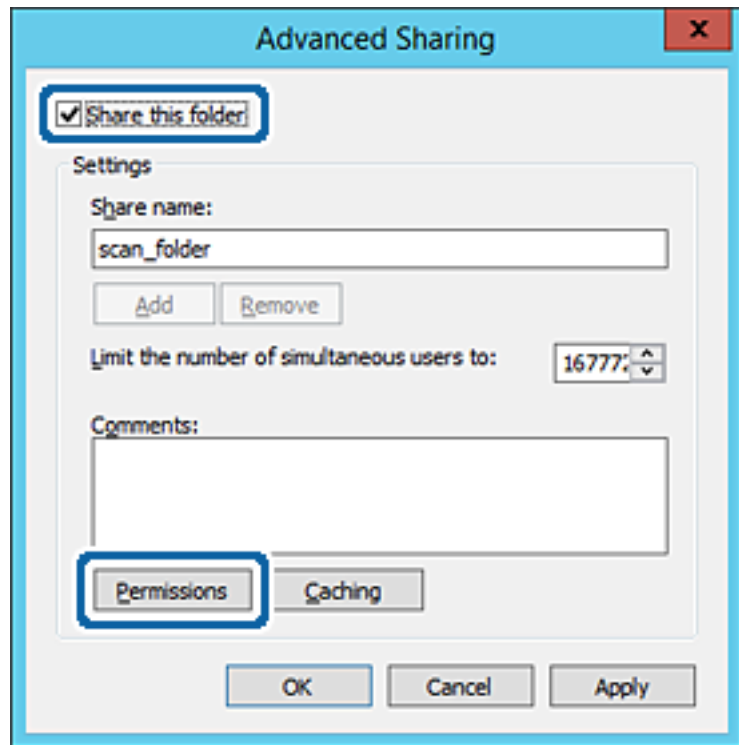 Advanced Sharing
x
Share this folder
Settings
Share name:
scan_folder
Add Remove
Limit the number of simultaneous users to: 16777
Comments:
Permissions Caching
OK Cancel Apply